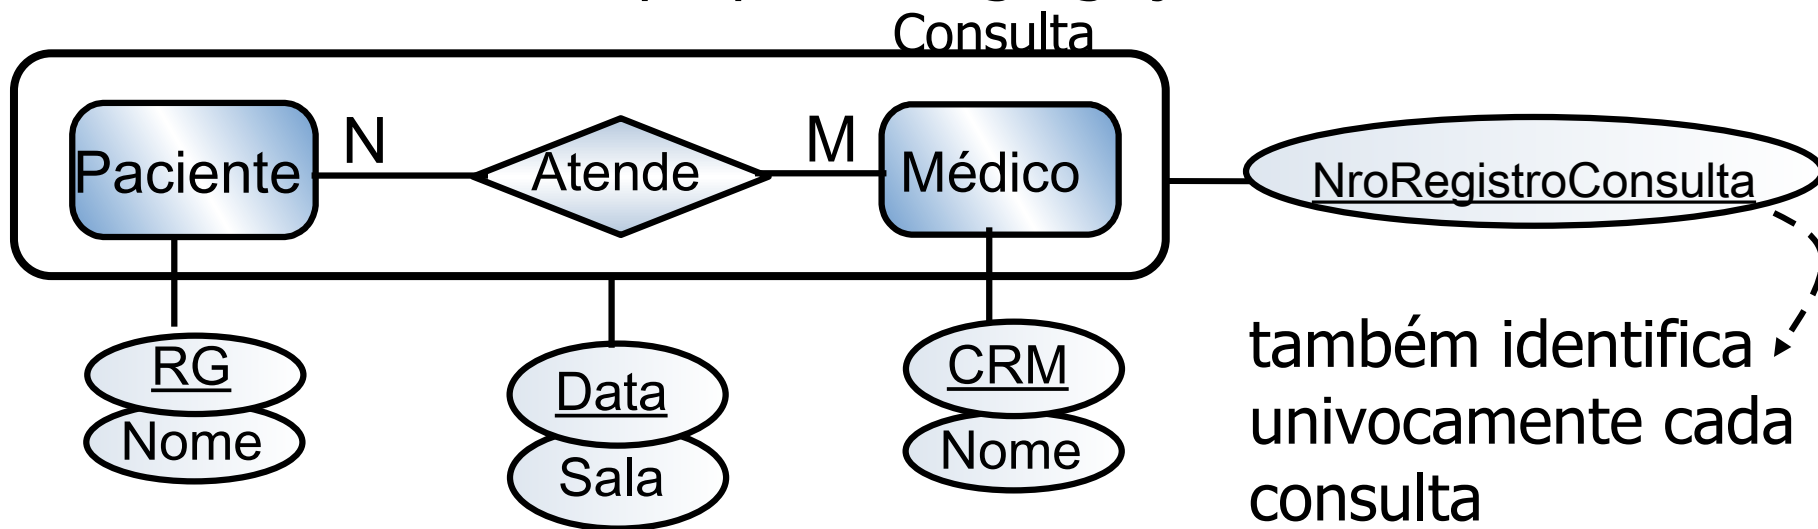 Consulta
Paciente
N
Atende
M
Médico
NroRegistroConsulta
RG
Nome
Data
Sala
CRM
Nome
também identifica
univocamente cada
consulta